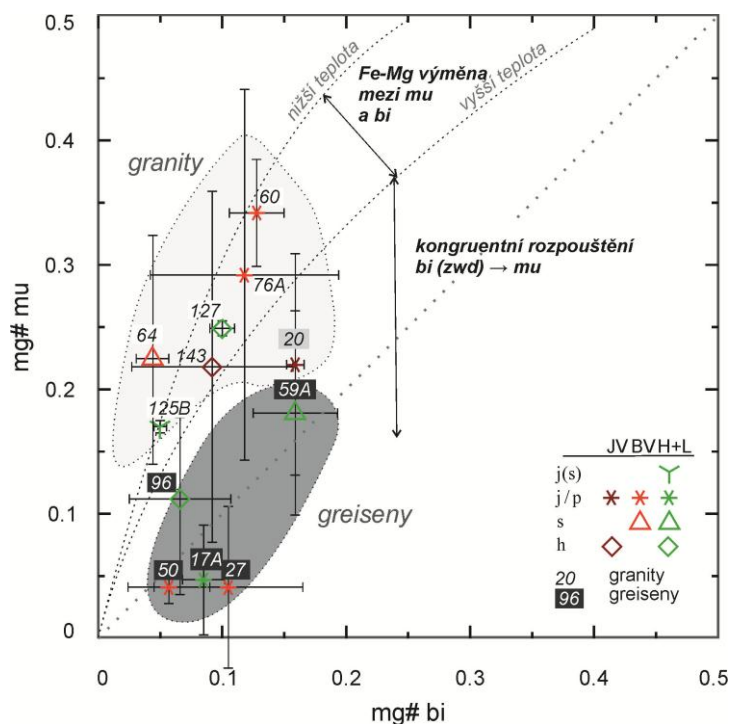 0.5
0.4
0.3
0.2
0.1
0
mg# mu
nižší teplota
Fe-Mg výměna
mezi mu
a bi
vyšší teplota
granity
60
kongruentní rozpouštění
bi (zwd) → mu
76A
127
64
143
20
59A
125B
96
greiseny
50
17A
27
JV BV H+L
j(s)
j/p
s
h
20 granity
96 greiseny
0 0.1 0.2 0.3 0.4 0.5
mg# bi